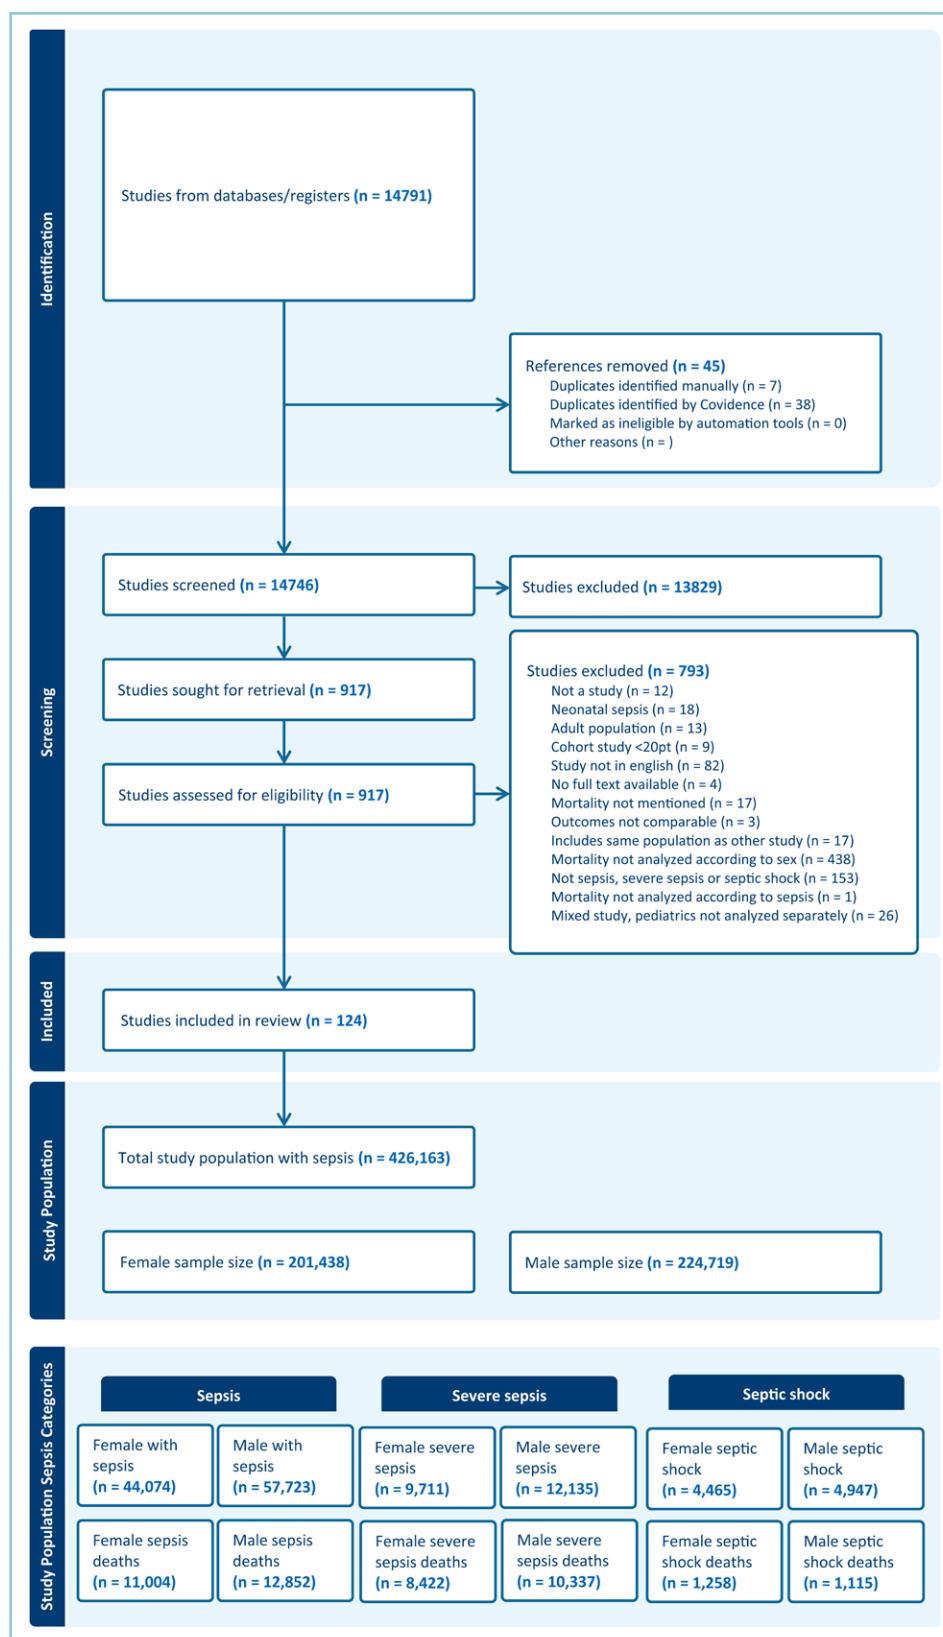 Identification
Studies from databases/registers (n = 14791)
References removed (n = 45)
Duplicates identified manually (n = 7)
Duplicates identified by Covidence (n = 38)
Marked as ineligible by automation tools (n = 0)
Other reasons (n = )
Screening
Studies screened (n = 14746)
Studies excluded (n = 13829)
Studies sought for retrieval (n = 917)
Studies assessed for eligibility (n = 917)
Studies excluded (n = 793)
Not a study (n = 12)
Neonatal sepsis (n = 18)
Adult population (n = 13)
Cohort study <20pt (n = 9)
Study not in english (n = 82)
No full text available (n = 4)
Mortality not mentioned (n = 17)
Outcomes not comparable (n = 3)
Includes same population as other study (n = 17)
Mortality not analyzed according to sex (n = 438)
Not sepsis, severe sepsis or septic shock (n = 153)
Mortality not analyzed according to sepsis (n = 1)
Mixed study, pediatrics not analyzed separately (n = 26)
Included
Studies included in review (n = 124)
Study Population
Total study population with sepsis (n = 426,163)
Female sample size (n = 201,438)
Male sample size (n = 224,719)
Study Population Sepsis Categories
Sepsis
Female with
sepsis
(n = 44,074)
Male with
sepsis
(n = 57,723)
Female sepsis
deaths
(n = 11,004)
Male sepsis
deaths
(n = 12,852)
Severe sepsis
Female severe
sepsis
(n = 9,711)
Male severe
sepsis
(n = 12,135)
Female severe
sepsis deaths
(n = 8,422)
Male severe
sepsis deaths
(n = 10,337)
Septic shock
Female septic
shock
(n = 4,465)
Male septic
shock
(n = 4,947)
Female septic
shock deaths
(n = 1,258)
Male septic
shock deaths
(n = 1,115)